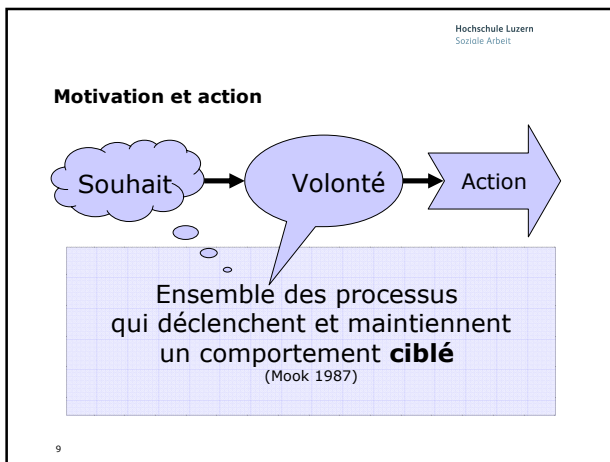 Hochschule Luzern
Soziale Arbeit
Motivation et action
Souhait
Volonté
Action
Ensemble des processus
qui déclenchent et maintiennent
un comportement ciblé
(Mook 1987)
9